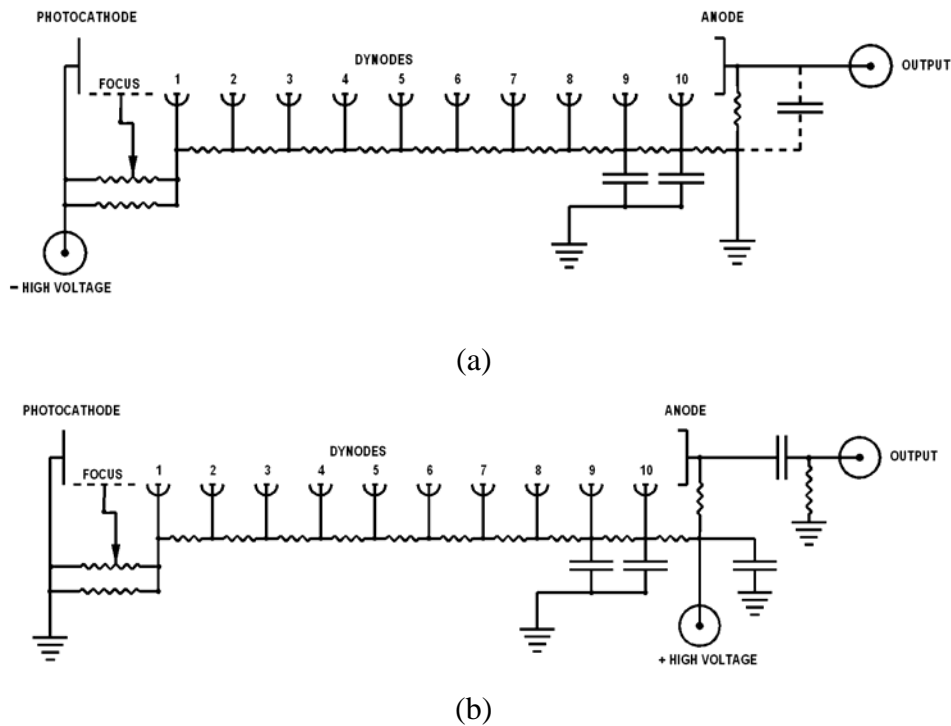 PHOTOCATHODE
ANODE
DYNODES
OUTPUT
FOCUS
1 2 3 4 5 6 7 8 9 10
– HIGH VOLTAGE
(a)
PHOTOCATHODE
ANODE
DYNODES
OUTPUT
FOCUS
1 2 3 4 5 6 7 8 9 10
+ HIGH VOLTAGE
(b)